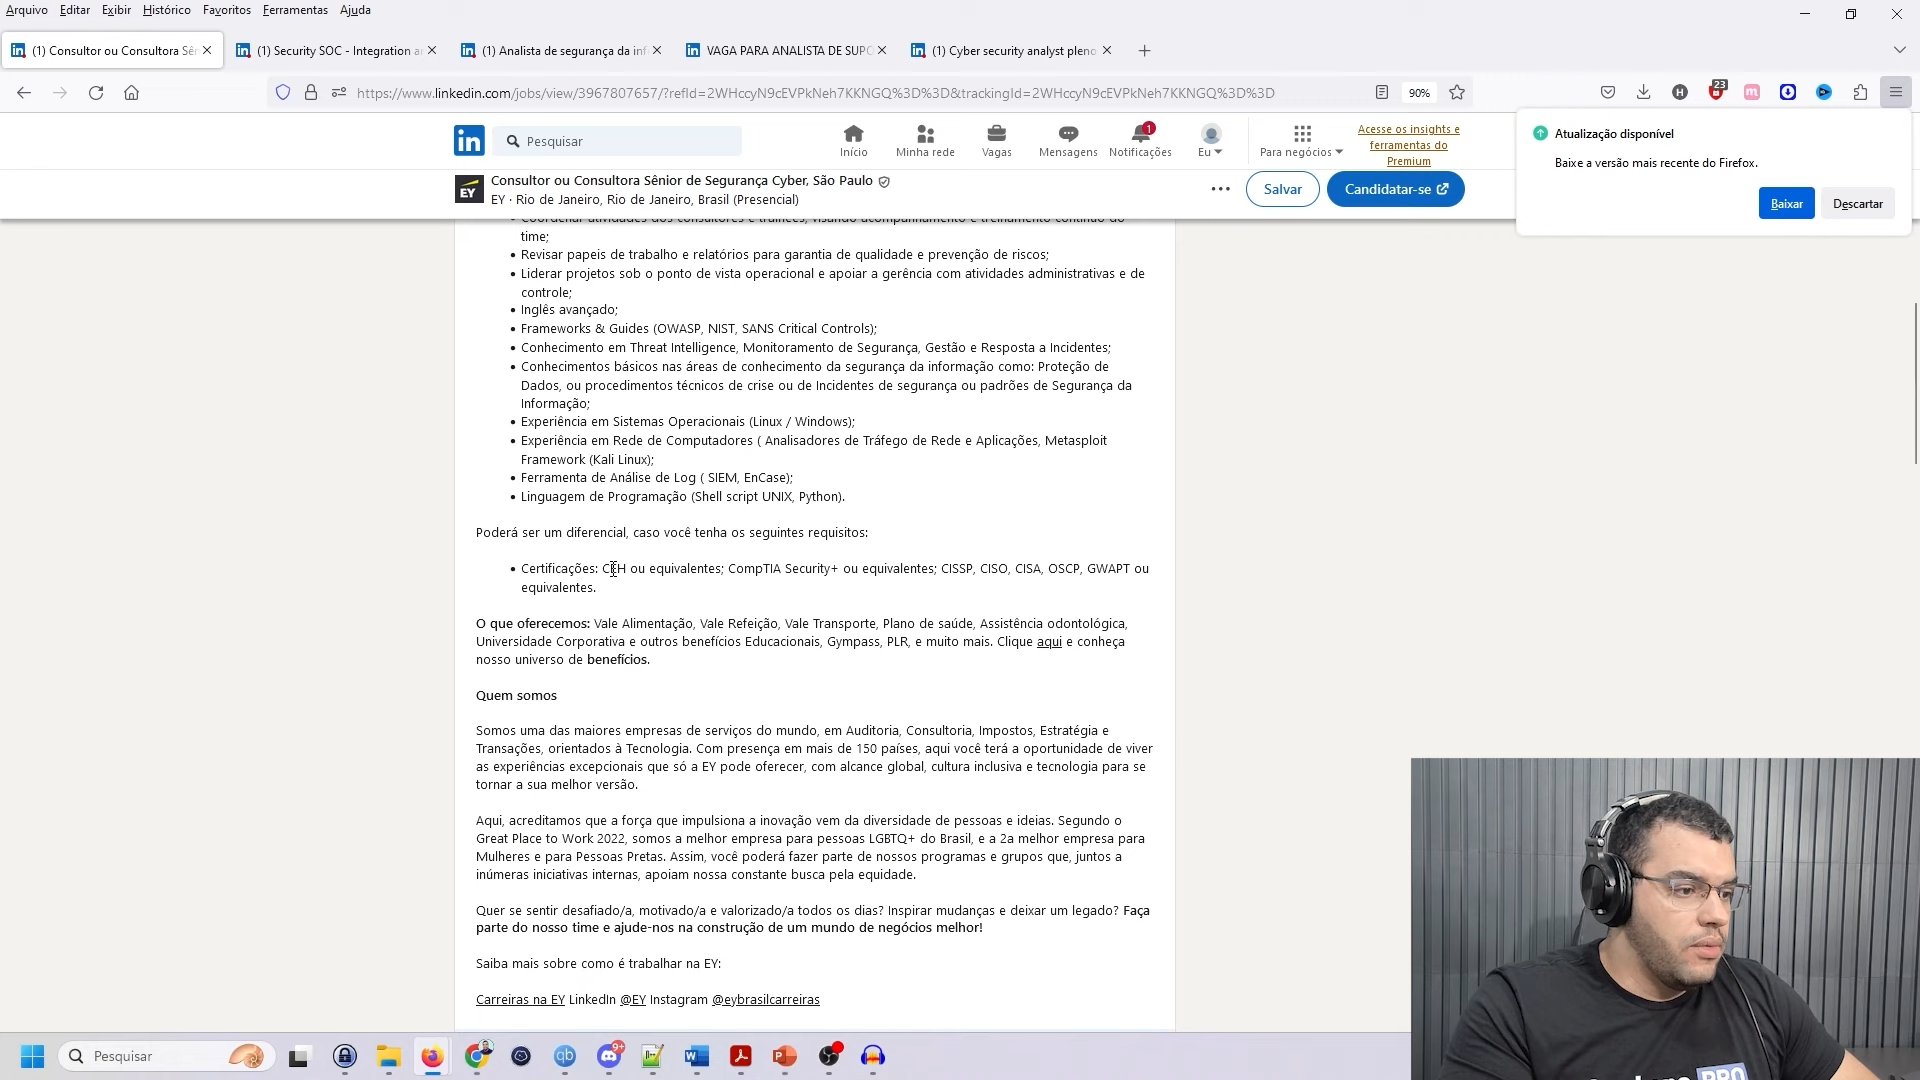 Arquivo Editar Exibir Histórico Favoritos Ferramentas Ajuda
(1) Consultor ou Consultora Sê
(1) Security SOC - Integration a
(1) Analista de segurança da inf
VAGA PARA ANALISTA DE SUPO
(1) Cyber security analyst pleno
https://www.linkedin.com/jobs/view/3967807657/?refId=2WHccyN9cEVPkNeh7KKNGQ%3D%3D&trackingId=2WHccyN9cEVPkNeh7KKNGQ%3D%3D
90%
23
Atualização disponível
Baixe a versão mais recente do Firefox.
Baixar
Descartar
in
Pesquisar
Início
Minha rede
Vagas
Mensagens
1
Notificações
Eu
Para negócios
Acesse os insights e
ferramentas do
Premium
EY
Consultor ou Consultora Sênior de Segurança Cyber, São Paulo
EY · Rio de Janeiro, Rio de Janeiro, Brasil (Presencial)
Salvar
Candidatar-se
• Coordenar atividades dos consultores e trainees, visando acompanhamento e treinamento contínuo do
time;
• Revisar papeis de trabalho e relatórios para garantia de qualidade e prevenção de riscos;
• Liderar projetos sob o ponto de vista operacional e apoiar a gerência com atividades administrativas e de
controle;
• Inglês avançado;
• Frameworks & Guides (OWASP, NIST, SANS Critical Controls);
• Conhecimento em Threat Intelligence, Monitoramento de Segurança, Gestão e Resposta a Incidentes;
• Conhecimentos básicos nas áreas de conhecimento da segurança da informação como: Proteção de
Dados, ou procedimentos técnicos de crise ou de Incidentes de segurança ou padrões de Segurança da
Informação;
• Experiência em Sistemas Operacionais (Linux / Windows);
• Experiência em Rede de Computadores ( Analisadores de Tráfego de Rede e Aplicações, Metasploit
Framework (Kali Linux);
• Ferramenta de Análise de Log ( SIEM, EnCase);
• Linguagem de Programação (Shell script UNIX, Python).
Poderá ser um diferencial, caso você tenha os seguintes requisitos:
• Certificações: CEH ou equivalentes; CompTIA Security+ ou equivalentes; CISSP, CISO, CISA, OSCP, GWAPT ou
equivalentes.
O que oferecemos: Vale Alimentação, Vale Refeição, Vale Transporte, Plano de saúde, Assistência odontológica,
Universidade Corporativa e outros benefícios Educacionais, Gympass, PLR, e muito mais. Clique aqui e conheça
nosso universo de benefícios.
Quem somos
Somos uma das maiores empresas de serviços do mundo, em Auditoria, Consultoria, Impostos, Estratégia e
Transações, orientados à Tecnologia. Com presença em mais de 150 países, aqui você terá a oportunidade de viver
as experiências excepcionais que só a EY pode oferecer, com alcance global, cultura inclusiva e tecnologia para se
tornar a sua melhor versão.
Aqui, acreditamos que a força que impulsiona a inovação vem da diversidade de pessoas e ideias. Segundo o
Great Place to Work 2022, somos a melhor empresa para pessoas LGBTQ+ do Brasil, e a 2a melhor empresa para
Mulheres e para Pessoas Pretas. Assim, você poderá fazer parte de nossos programas e grupos que, juntos a
inúmeras iniciativas internas, apoiam nossa constante busca pela equidade.
Quer se sentir desafiado/a, motivado/a e valorizado/a todos os dias? Inspirar mudanças e deixar um legado? Faça
parte do nosso time e ajude-nos na construção de um mundo de negócios melhor!
Saiba mais sobre como é trabalhar na EY:
Carreiras na EY LinkedIn @EY Instagram @eybrasilcarreiras
Pesquisar
9+
PRO